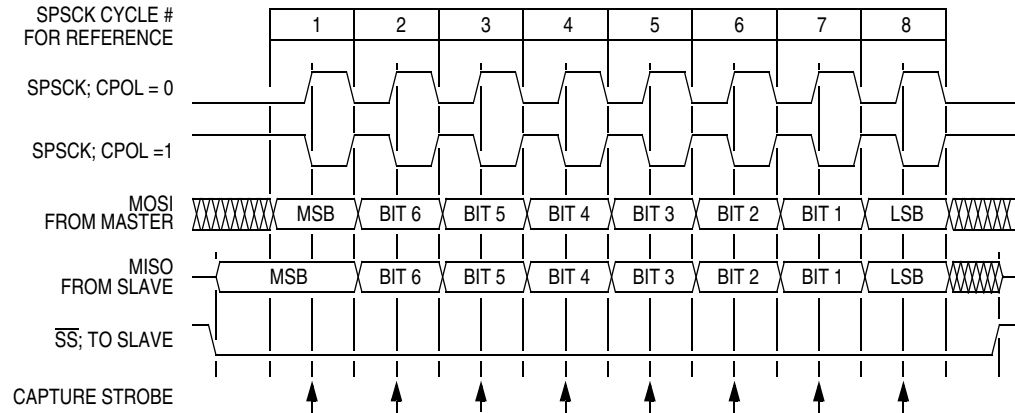 SPSCK CYCLE #
FOR REFERENCE
1 2 3 4 5 6 7 8
SPSCK; CPOL = 0
SPSCK; CPOL =1
MOSI
FROM MASTER
MSB BIT 6 BIT 5 BIT 4 BIT 3 BIT 2 BIT 1 LSB
MISO
FROM SLAVE
MSB BIT 6 BIT 5 BIT 4 BIT 3 BIT 2 BIT 1 LSB
SS; TO SLAVE
CAPTURE STROBE